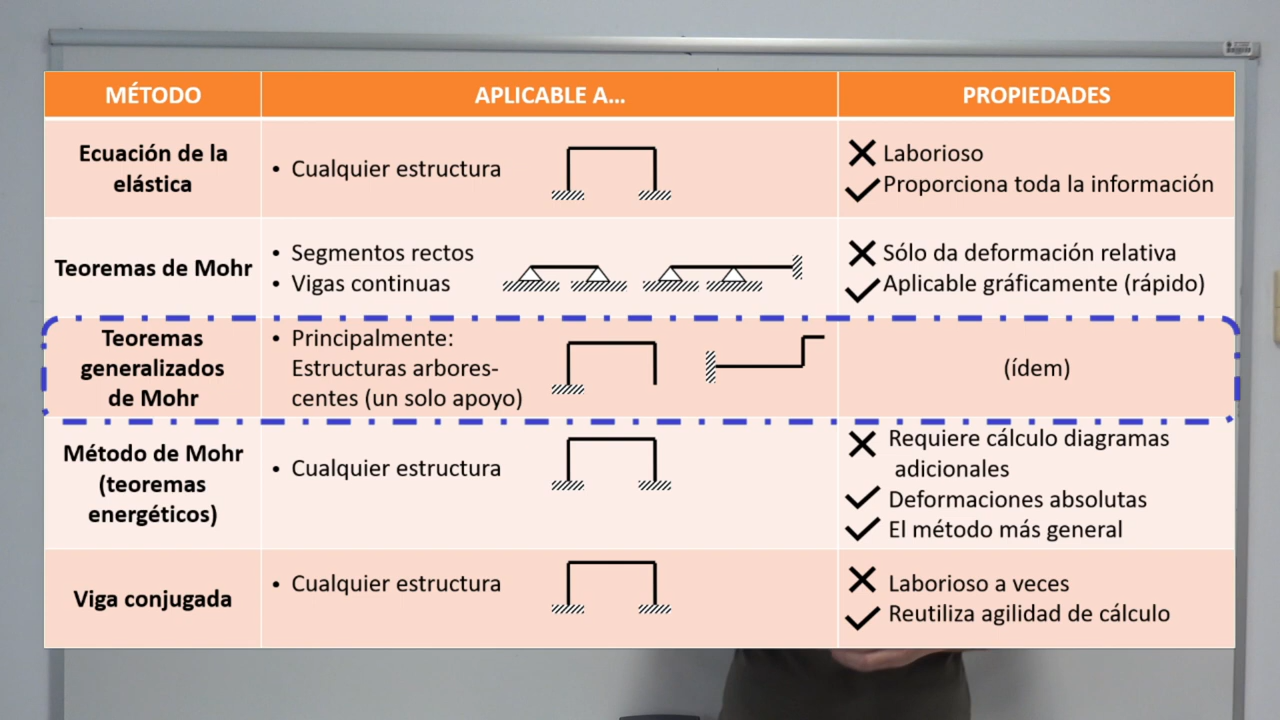 MÉTODO
APLICABLE A...
PROPIEDADES
Ecuación de la
elástica
• Cualquier estructura
Laborioso
Proporciona toda la información
Teoremas de Mohr
• Segmentos rectos
• Vigas continuas
Sólo da deformación relativa
Aplicable gráficamente (rápido)
Teoremas
generalizados
de Mohr
• Principalmente:
Estructuras arbores-
centes (un solo apoyo)
(ídem)
Método de Mohr
(teoremas
energéticos)
• Cualquier estructura
Requiere cálculo diagramas
adicionales
Deformaciones absolutas
El método más general
Viga conjugada
• Cualquier estructura
Laborioso a veces
Reutiliza agilidad de cálculo